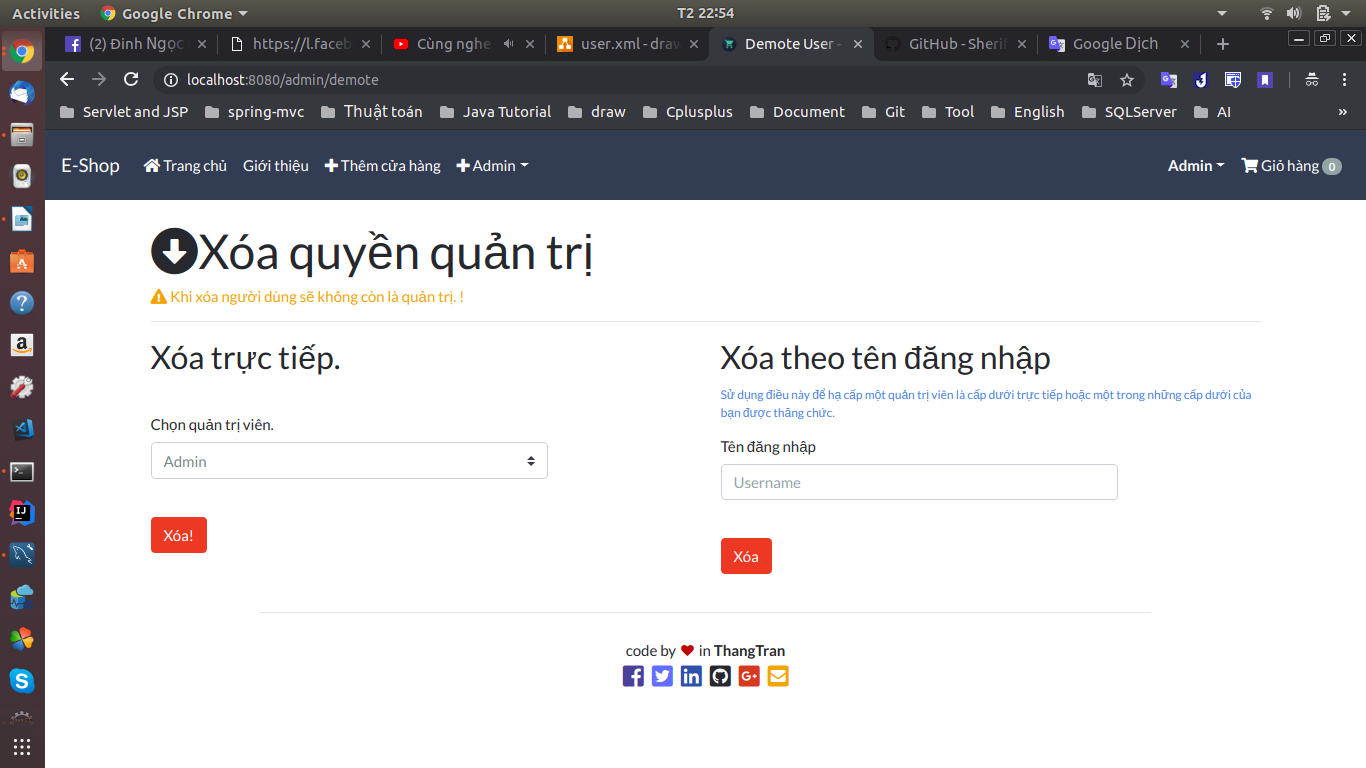 Activities Google Chrome T2 22:54
(2) Đinh Ngọc https://l.faceb Cùng nghe user.xml - draw Demote User - GitHub - Sherif Google Dịch
localhost:8080/admin/demote
Servlet and JSP spring-mvc Thuật toán Java Tutorial draw Cplusplus Document Git Tool English SQLServer AI »
E-Shop Trang chủ Giới thiệu Thêm cửa hàng Admin Admin Giỏ hàng 0
Xóa quyền quản trị
Khi xóa người dùng sẽ không còn là quản trị. !
Xóa trực tiếp.
Chọn quản trị viên.
Admin
Xóa!
Xóa theo tên đăng nhập
Sử dụng điều này để hạ cấp một quản trị viên là cấp dưới trực tiếp hoặc một trong những cấp dưới của
bạn được thăng chức.
Tên đăng nhập
Username
Xóa
code by in ThangTran